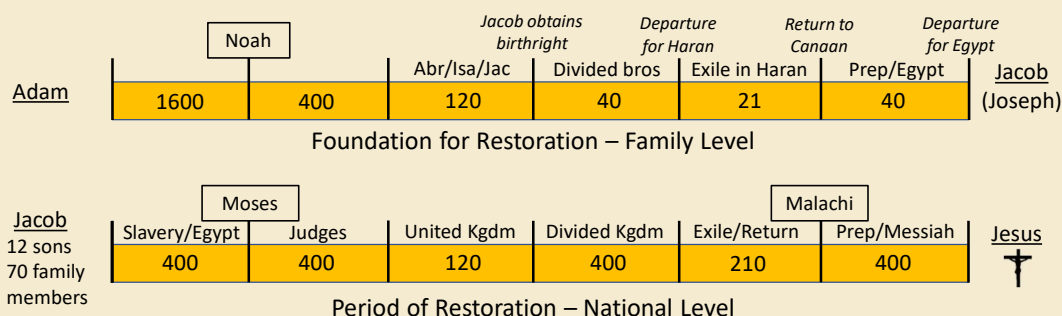 Noah
Jacob obtains
birthright
Departure
for Haran
Return to
Canaan
Departure
for Egypt
Adam
Abr/Isa/Jac Divided bros Exile in Haran Prep/Egypt
Jacob
(Joseph)
1600 400 120 40 21 40
Foundation for Restoration – Family Level
Moses Malachi
Jacob
12 sons
70 family
members
Slavery/Egypt Judges United Kgdm Divided Kgdm Exile/Return Prep/Messiah
400 400 120 400 210 400
Jesus
Period of Restoration – National Level